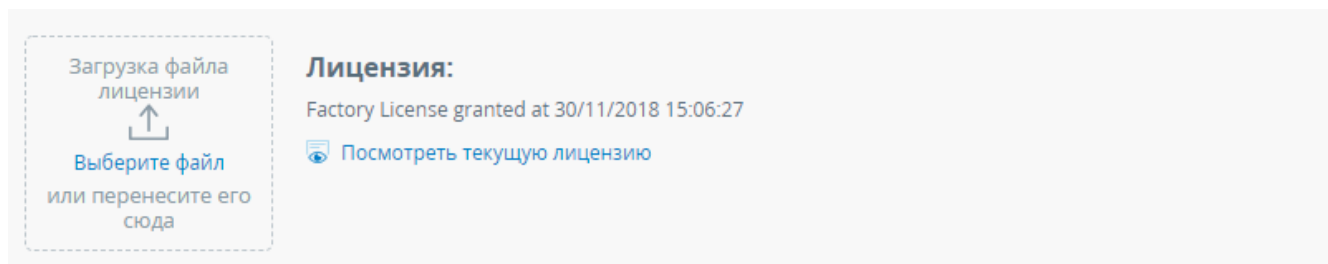 Загрузка файла
лицензии
Выберите файл
или перенесите его
сюда
Лицензия:
Factory License granted at 30/11/2018 15:06:27
Посмотреть текущую лицензию